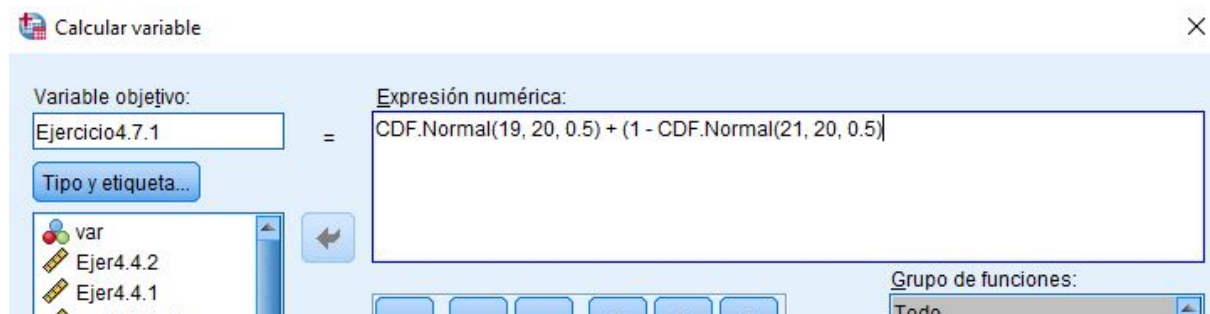 Calcular variable
Variable objetivo:
Expresión numérica:
Ejercicio4.7.1
=
CDF.Normal(19, 20, 0.5) + (1 - CDF.Normal(21, 20, 0.5)
Tipo y etiqueta...
var
Ejer4.4.2
Ejer4.4.1
Grupo de funciones:
Todo